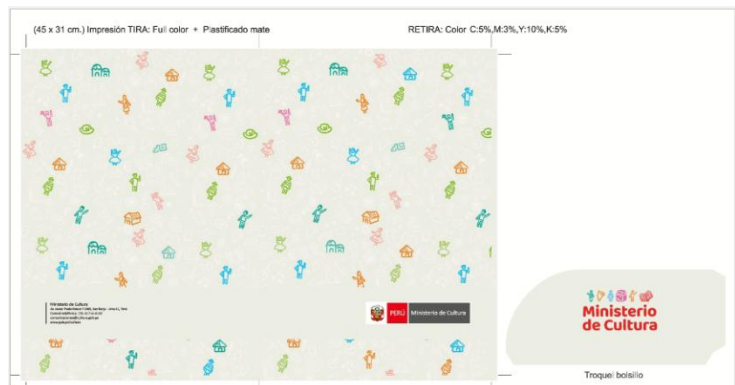 (45 x 31 cm.) Impresión TIRA: Full color + Plastificado mate
RETIRA: Color C:5%,M:3%,Y:10%,K:5%
Ministerio de Cultura
PERÚ
Ministerio de Cultura
Ministerio
de Cultura
Troquel bolsillo